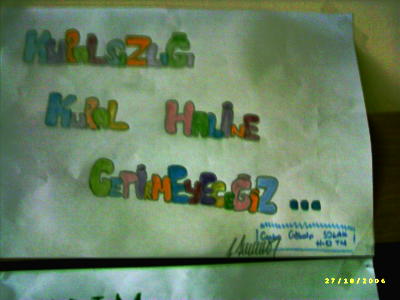 KURALSIZLIĞI
KURAL HALİNE
GETİRMEYECEĞİZ ...
27/10/2006